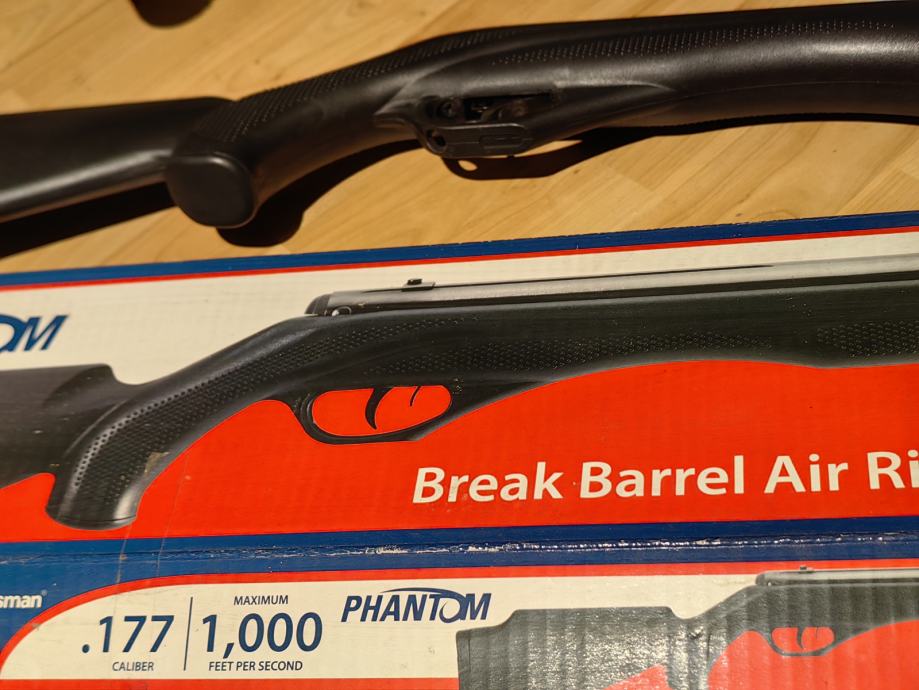 OM
Break Barrel Air Ri
sman®
.177
CALIBER
MAXIMUM
1,000
FEET PER SECOND
PHANTOM